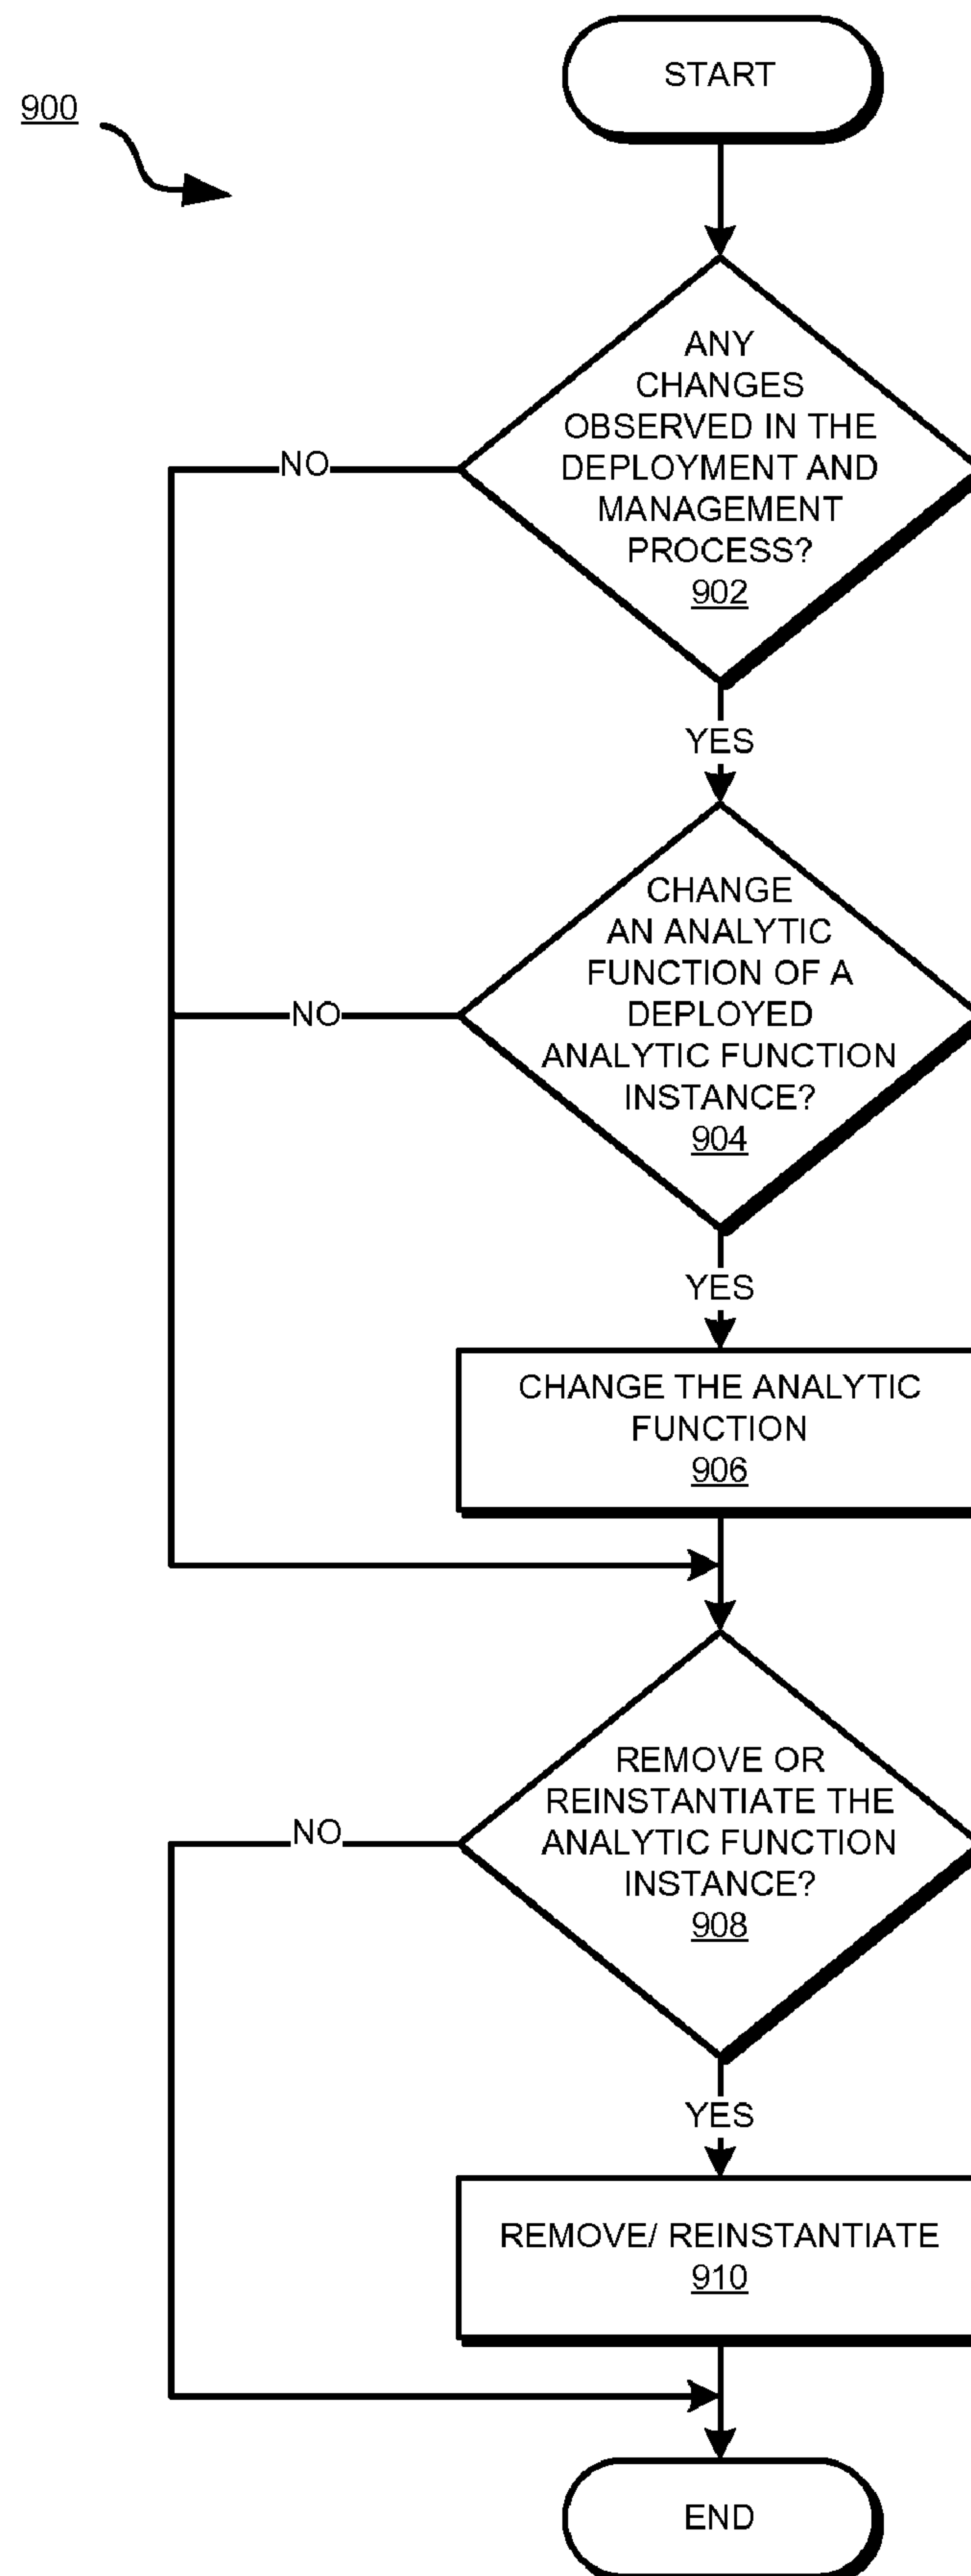 900
START
ANY
CHANGES
OBSERVED IN THE
DEPLOYMENT AND
MANAGEMENT
PROCESS?
902
NO
YES
CHANGE
AN ANALYTIC
FUNCTION OF A
DEPLOYED
ANALYTIC FUNCTION
INSTANCE?
904
NO
YES
CHANGE THE ANALYTIC
FUNCTION
906
REMOVE OR
REINSTANTIATE THE
ANALYTIC FUNCTION
INSTANCE?
908
NO
YES
REMOVE/ REINSTANTIATE
910
END